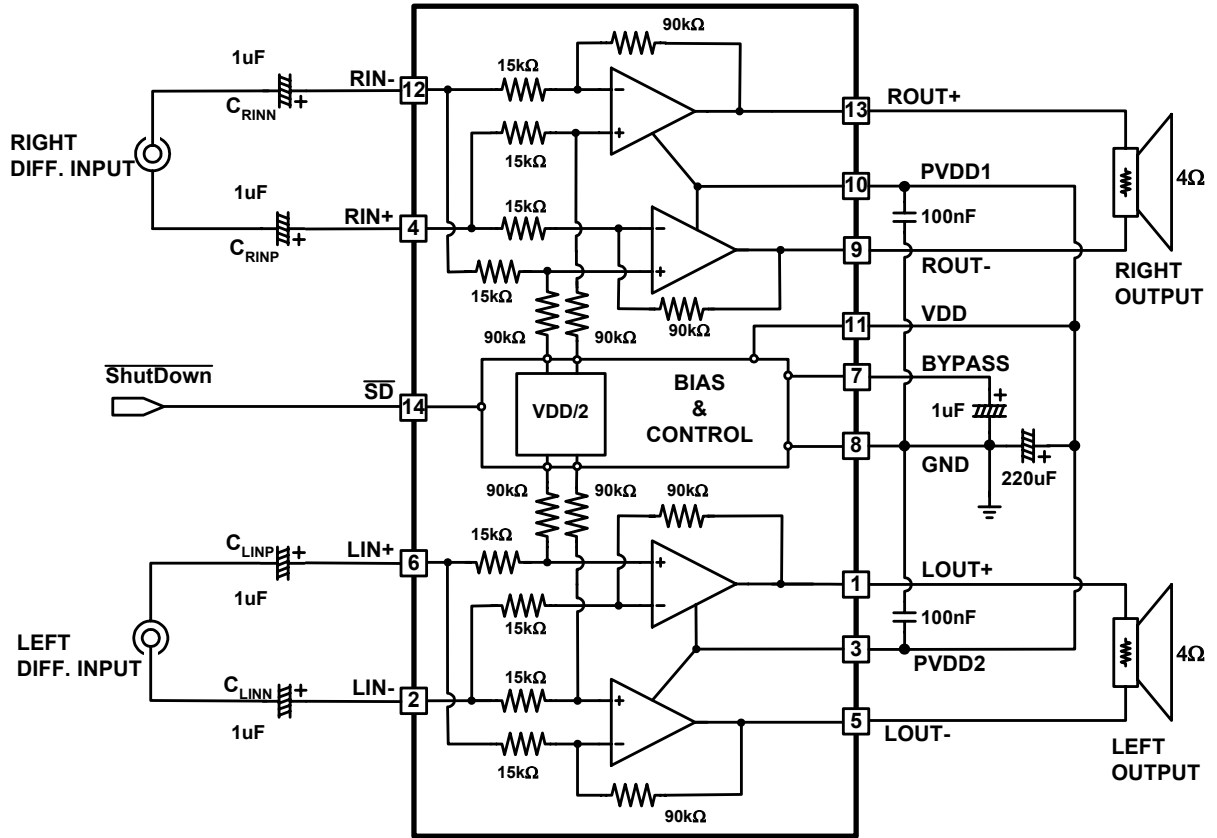 90kΩ
1uF
15kΩ
RIN-
12
C_RINN
+
−
13
ROUT+
RIGHT
DIFF. INPUT
15kΩ
+
10
PVDD1
4Ω
1uF
RIN+
15kΩ
100nF
4
C_RINP
+
−
9
ROUT-
+
15kΩ
RIGHT
OUTPUT
90kΩ
90kΩ
90kΩ
11
VDD
ShutDown
SD
14
VDD/2
BIAS
&
CONTROL
7
BYPASS
+
1uF
8
GND
+
220uF
90kΩ
90kΩ
90kΩ
15kΩ
C_LINP
+
LIN+
6
+
1
LOUT+
1uF
−
15kΩ
100nF
LEFT
DIFF. INPUT
3
PVDD2
4Ω
C_LINN
+
LIN-
2
15kΩ
+
1uF
−
5
LOUT-
15kΩ
90kΩ
LEFT
OUTPUT